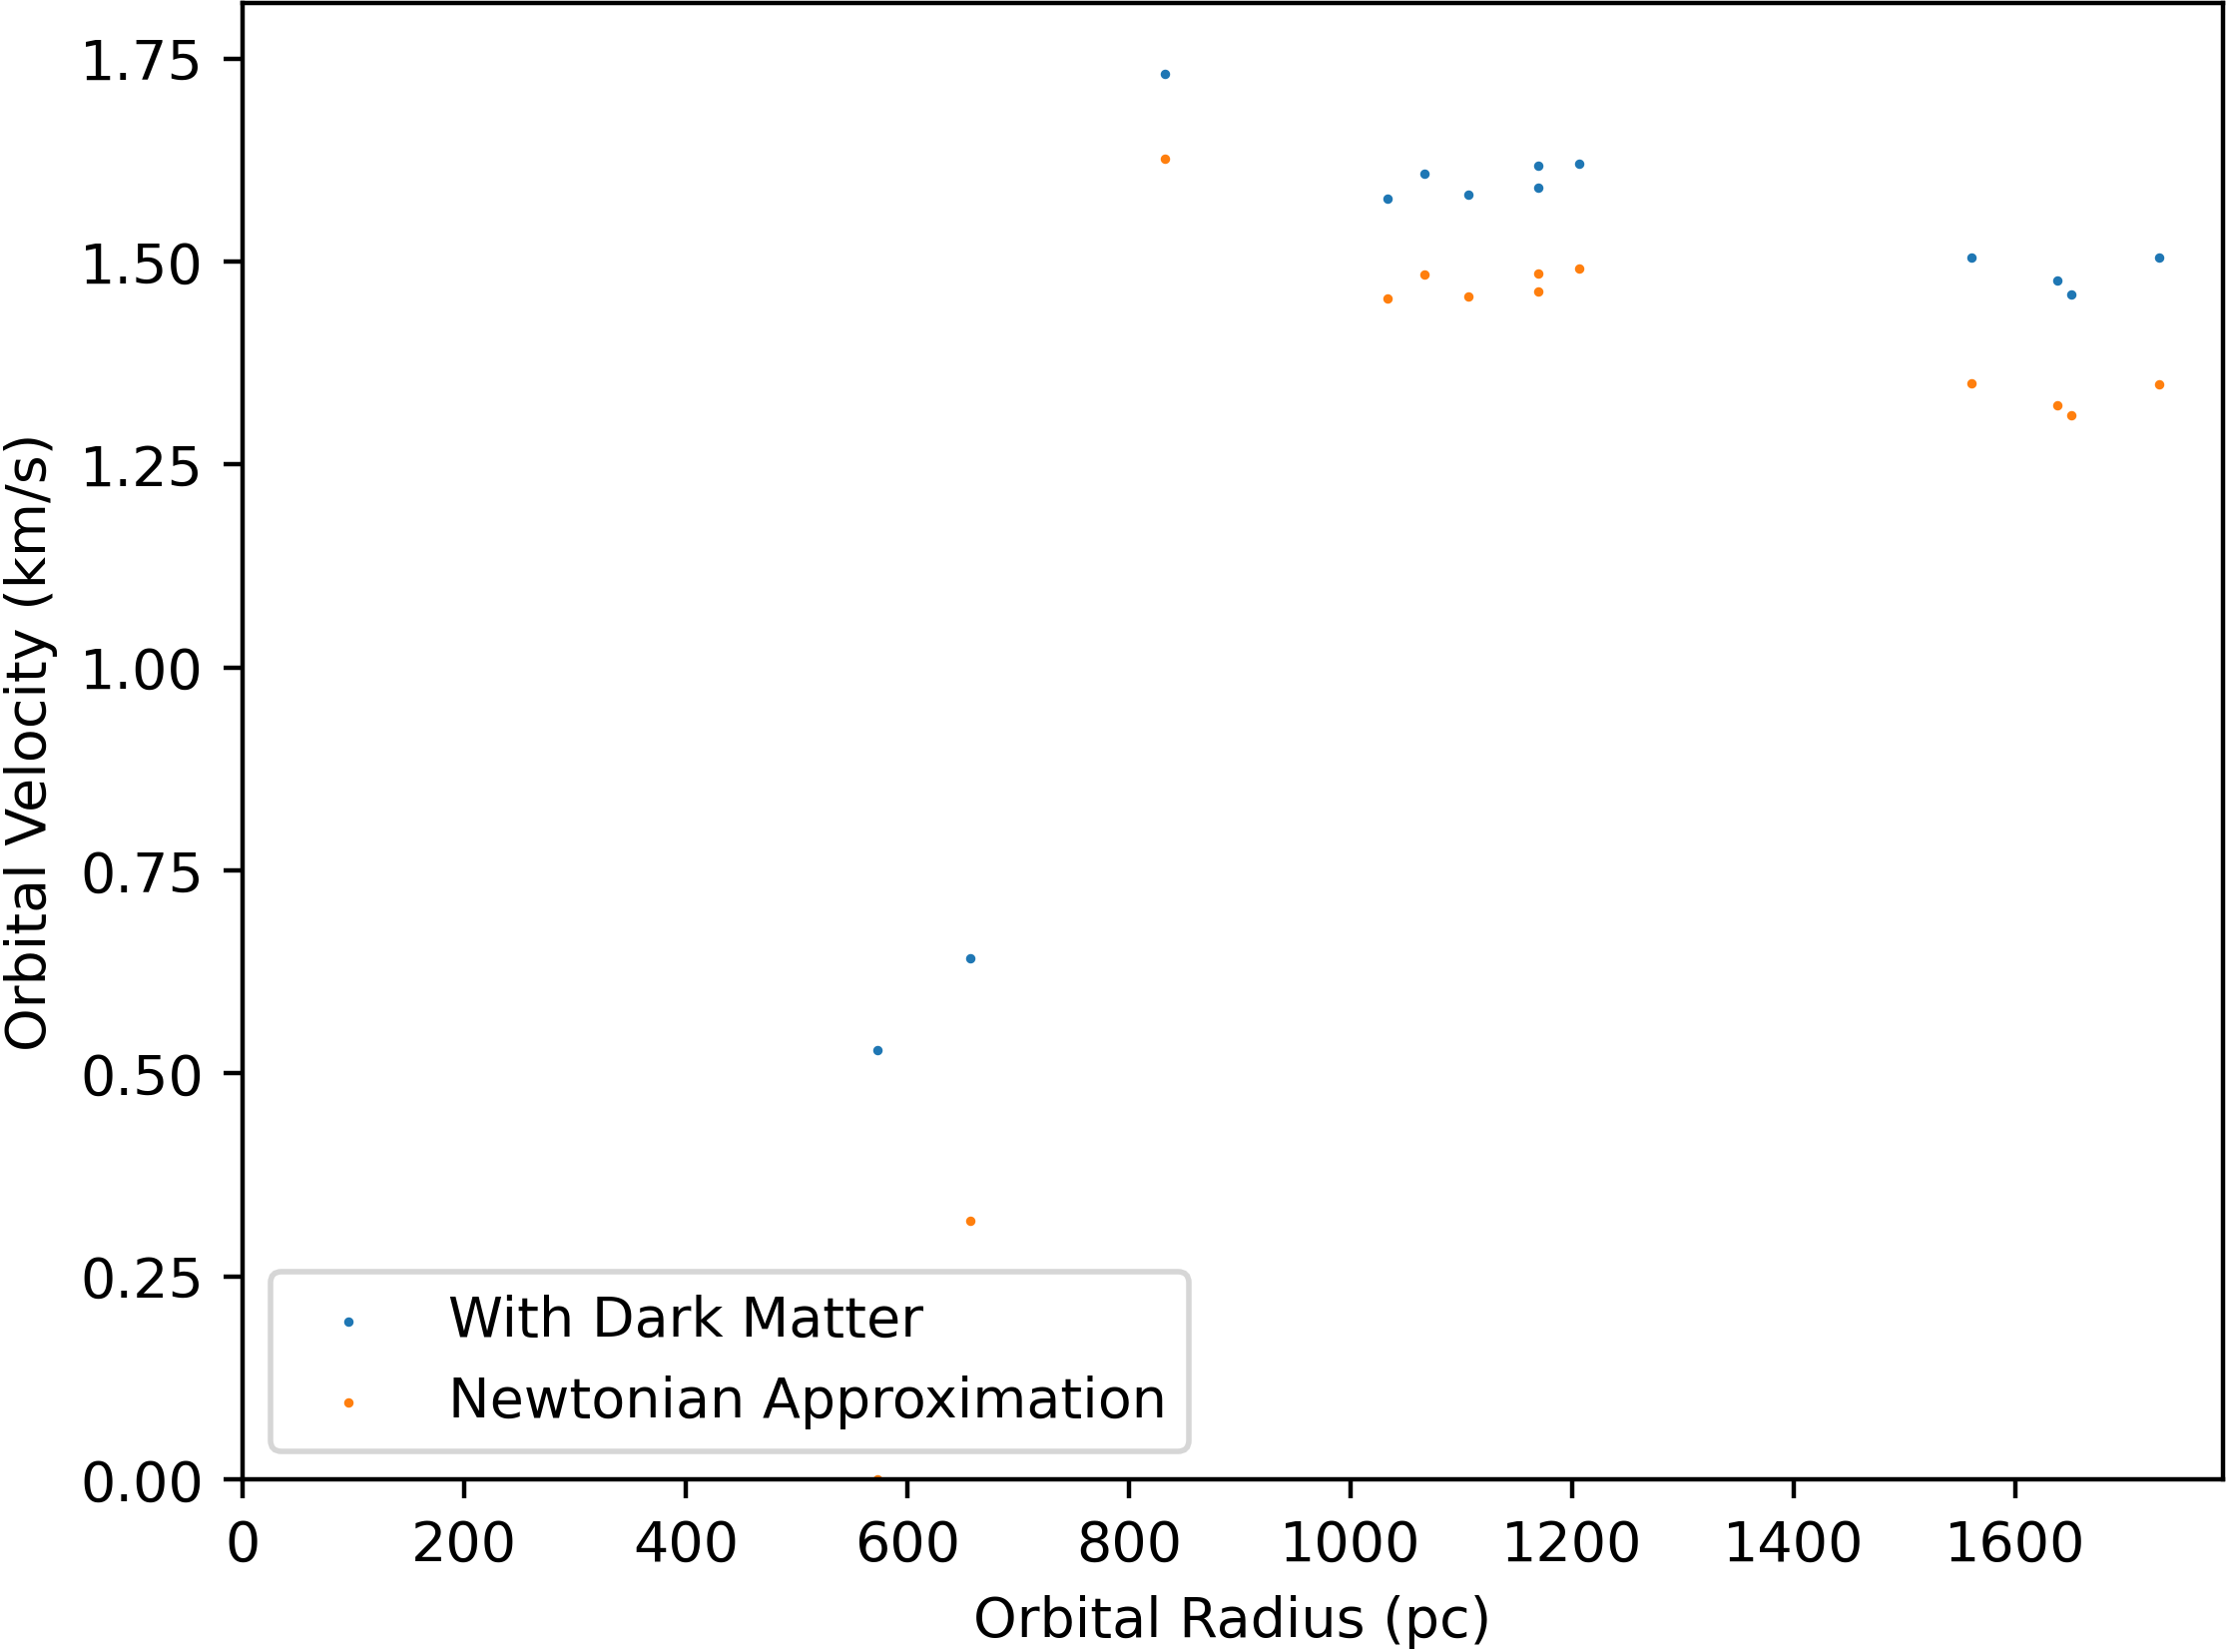 1.75
1.50
1.25
1.00
0.75
0.50
0.25
0.00
Orbital Velocity (km/s)
With Dark Matter
Newtonian Approximation
0 200 400 600 800 1000 1200 1400 1600
Orbital Radius (pc)